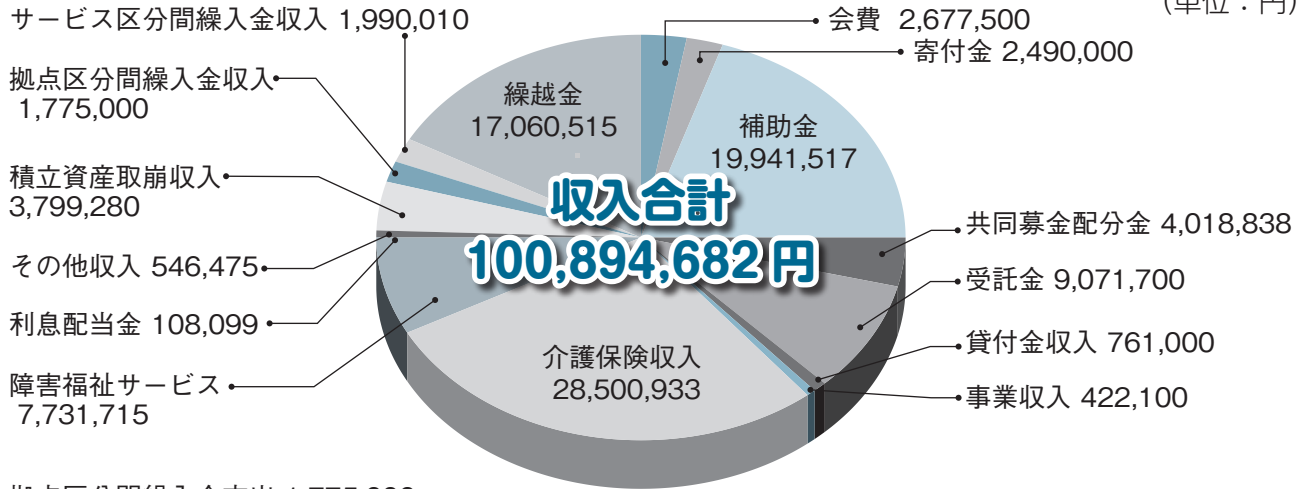 (単位：円)
サービス区分間繰入金収入 1,990,010
会費 2,677,500
寄付金 2,490,000
拠点区分間繰入金収入
1,775,000
繰越金
17,060,515
補助金
19,941,517
積立資産取崩収入
3,799,280
収入合計
100,894,682 円
共同募金配分金 4,018,838
その他収入 546,475
受託金 9,071,700
利息配当金 108,099
貸付金収入 761,000
介護保険収入
28,500,933
障害福祉サービス
7,731,715
事業収入 422,100